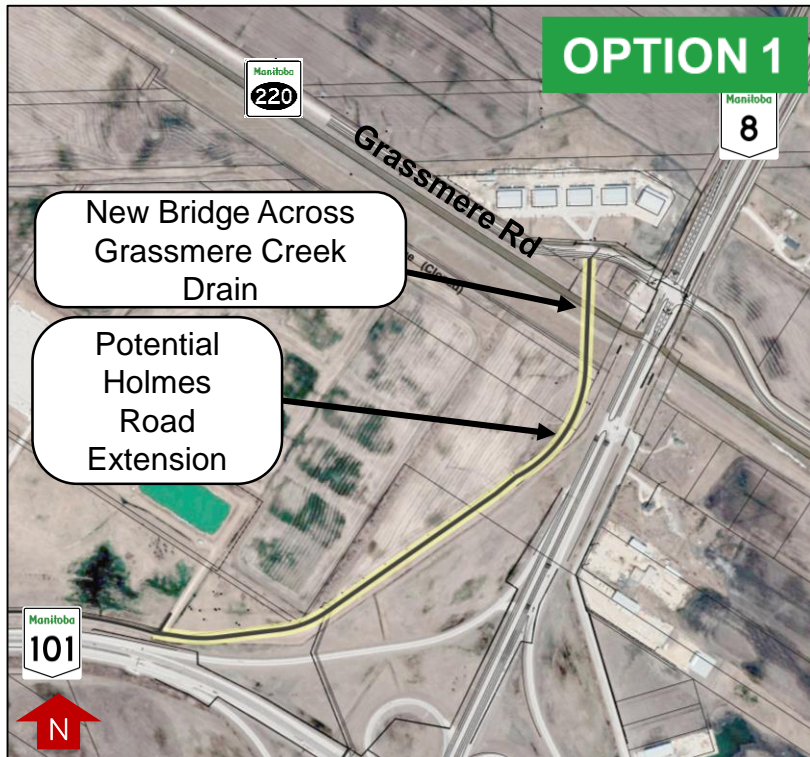 OPTION 1
Manitoba
220
Manitoba
8
Grassmere Rd
New Bridge Across
Grassmere Creek
Drain
(Closed)
Potential
Holmes
Road
Extension
Manitoba
101
N